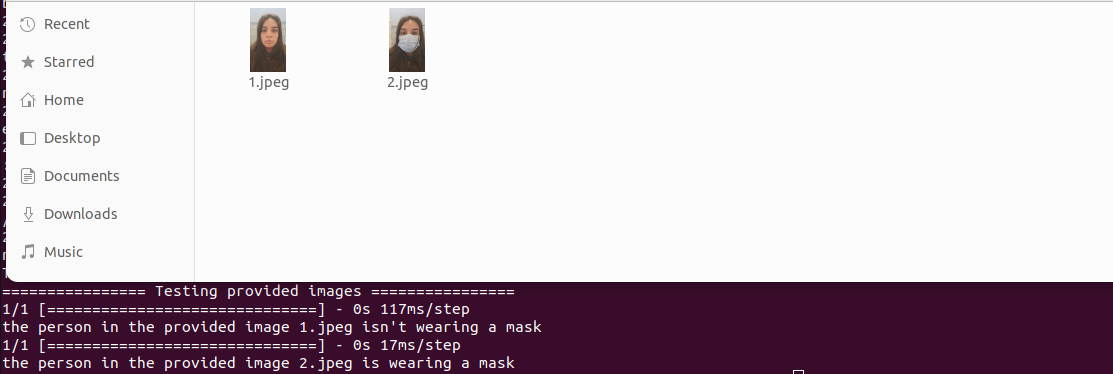 Recent
Starred
Home
Desktop
Documents
Downloads
Music
1.jpeg
2.jpeg
================ Testing provided images ================
1/1 [==============================] - 0s 117ms/step
the person in the provided image 1.jpeg isn't wearing a mask
1/1 [==============================] - 0s 17ms/step
the person in the provided image 2.jpeg is wearing a mask